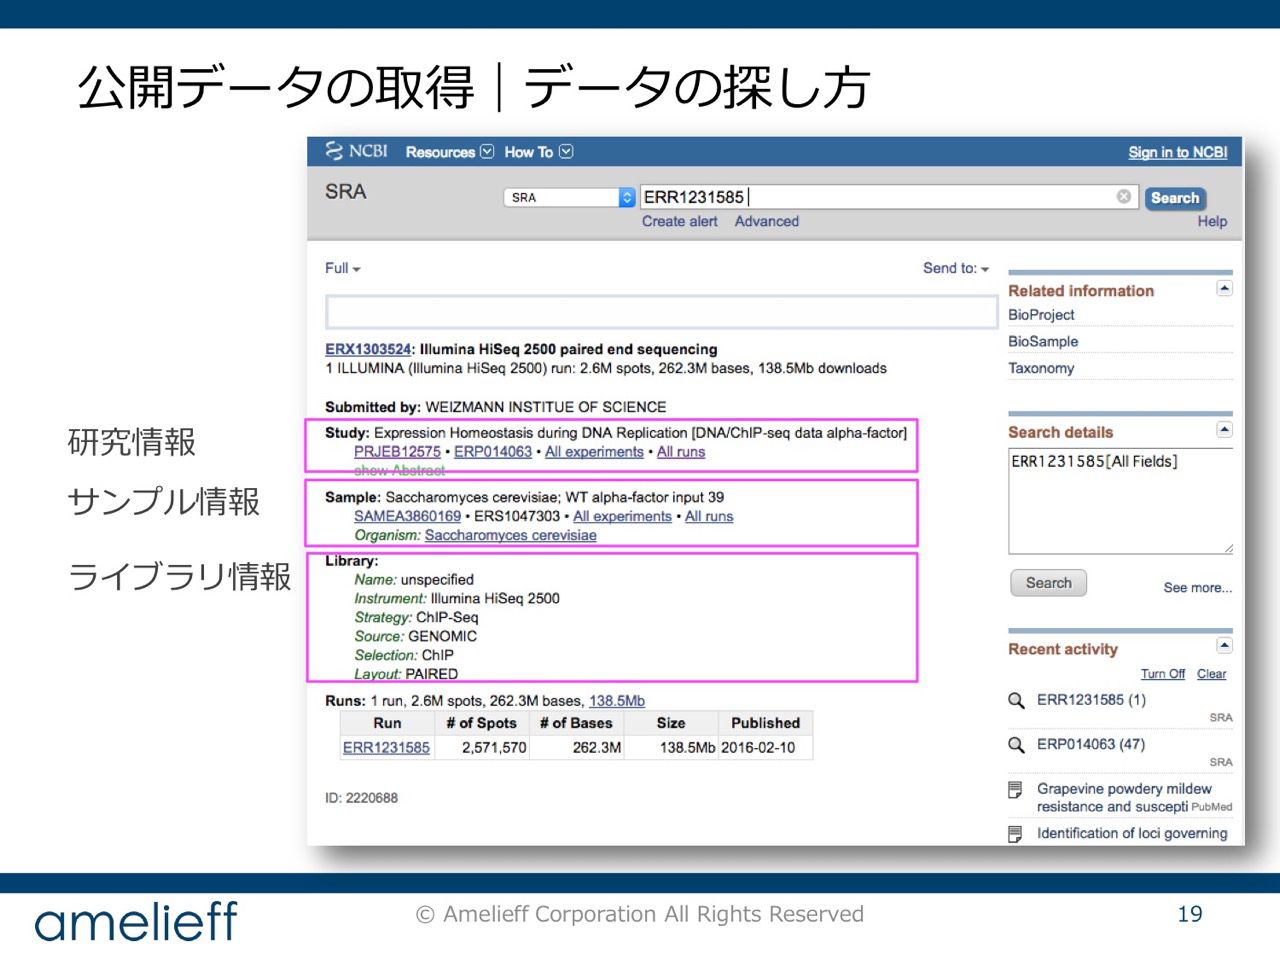 公開データの取得｜データの探し方
NCBI Resources How To Sign in to NCBI
SRA
SRA ERR1231585 Search
Create alert Advanced
Help
Full Send to:
ERX1303524: Illumina HiSeq 2500 paired end sequencing
1 ILLUMINA (Illumina HiSeq 2500) run: 2.6M spots, 262.3M bases, 138.5Mb downloads
Submitted by: WEIZMANN INSTITUE OF SCIENCE
研究情報
Study: Expression Homeostasis during DNA Replication [DNA/ChIP-seq data alpha-factor]
PRJEB12575 • ERP014063 • All experiments • All runs
show Abstract
サンプル情報
Sample: Saccharomyces cerevisiae; WT alpha-factor input 39
SAMEA3860169 • ERS1047303 • All experiments • All runs
Organism: Saccharomyces cerevisiae
ライブラリ情報
Library:
Name: unspecified
Instrument: Illumina HiSeq 2500
Strategy: ChIP-Seq
Source: GENOMIC
Selection: ChIP
Layout: PAIRED
Runs: 1 run, 2.6M spots, 262.3M bases, 138.5Mb
Run # of Spots # of Bases Size Published
ERR1231585 2,571,570 262.3M 138.5Mb 2016-02-10
ID: 2220688
Related information
BioProject
BioSample
Taxonomy
Search details
ERR1231585[All Fields]
Search See more...
Recent activity
Turn Off Clear
ERR1231585 (1)
SRA
ERP014063 (47)
SRA
Grapevine powdery mildew
resistance and suscepti PubMed
Identification of loci governing
amelieff
© Amelieff Corporation All Rights Reserved
19